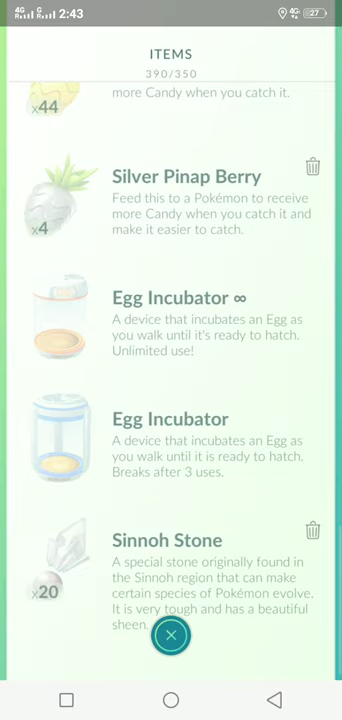 4G G 2:43 4G 27
R R
ITEMS
390/350
more Candy when you catch it.
x44
Silver Pinap Berry
Feed this to a Pokémon to receive
more Candy when you catch it and
make it easier to catch.
x4
Egg Incubator ∞
A device that incubates an Egg as
you walk until it's ready to hatch.
Unlimited use!
Egg Incubator
A device that incubates an Egg as
you walk until it is ready to hatch.
Breaks after 3 uses.
Sinnoh Stone
A special stone originally found in
the Sinnoh region that can make
certain species of Pokémon evolve.
x20
It is very tough and has a beautiful
sheen.